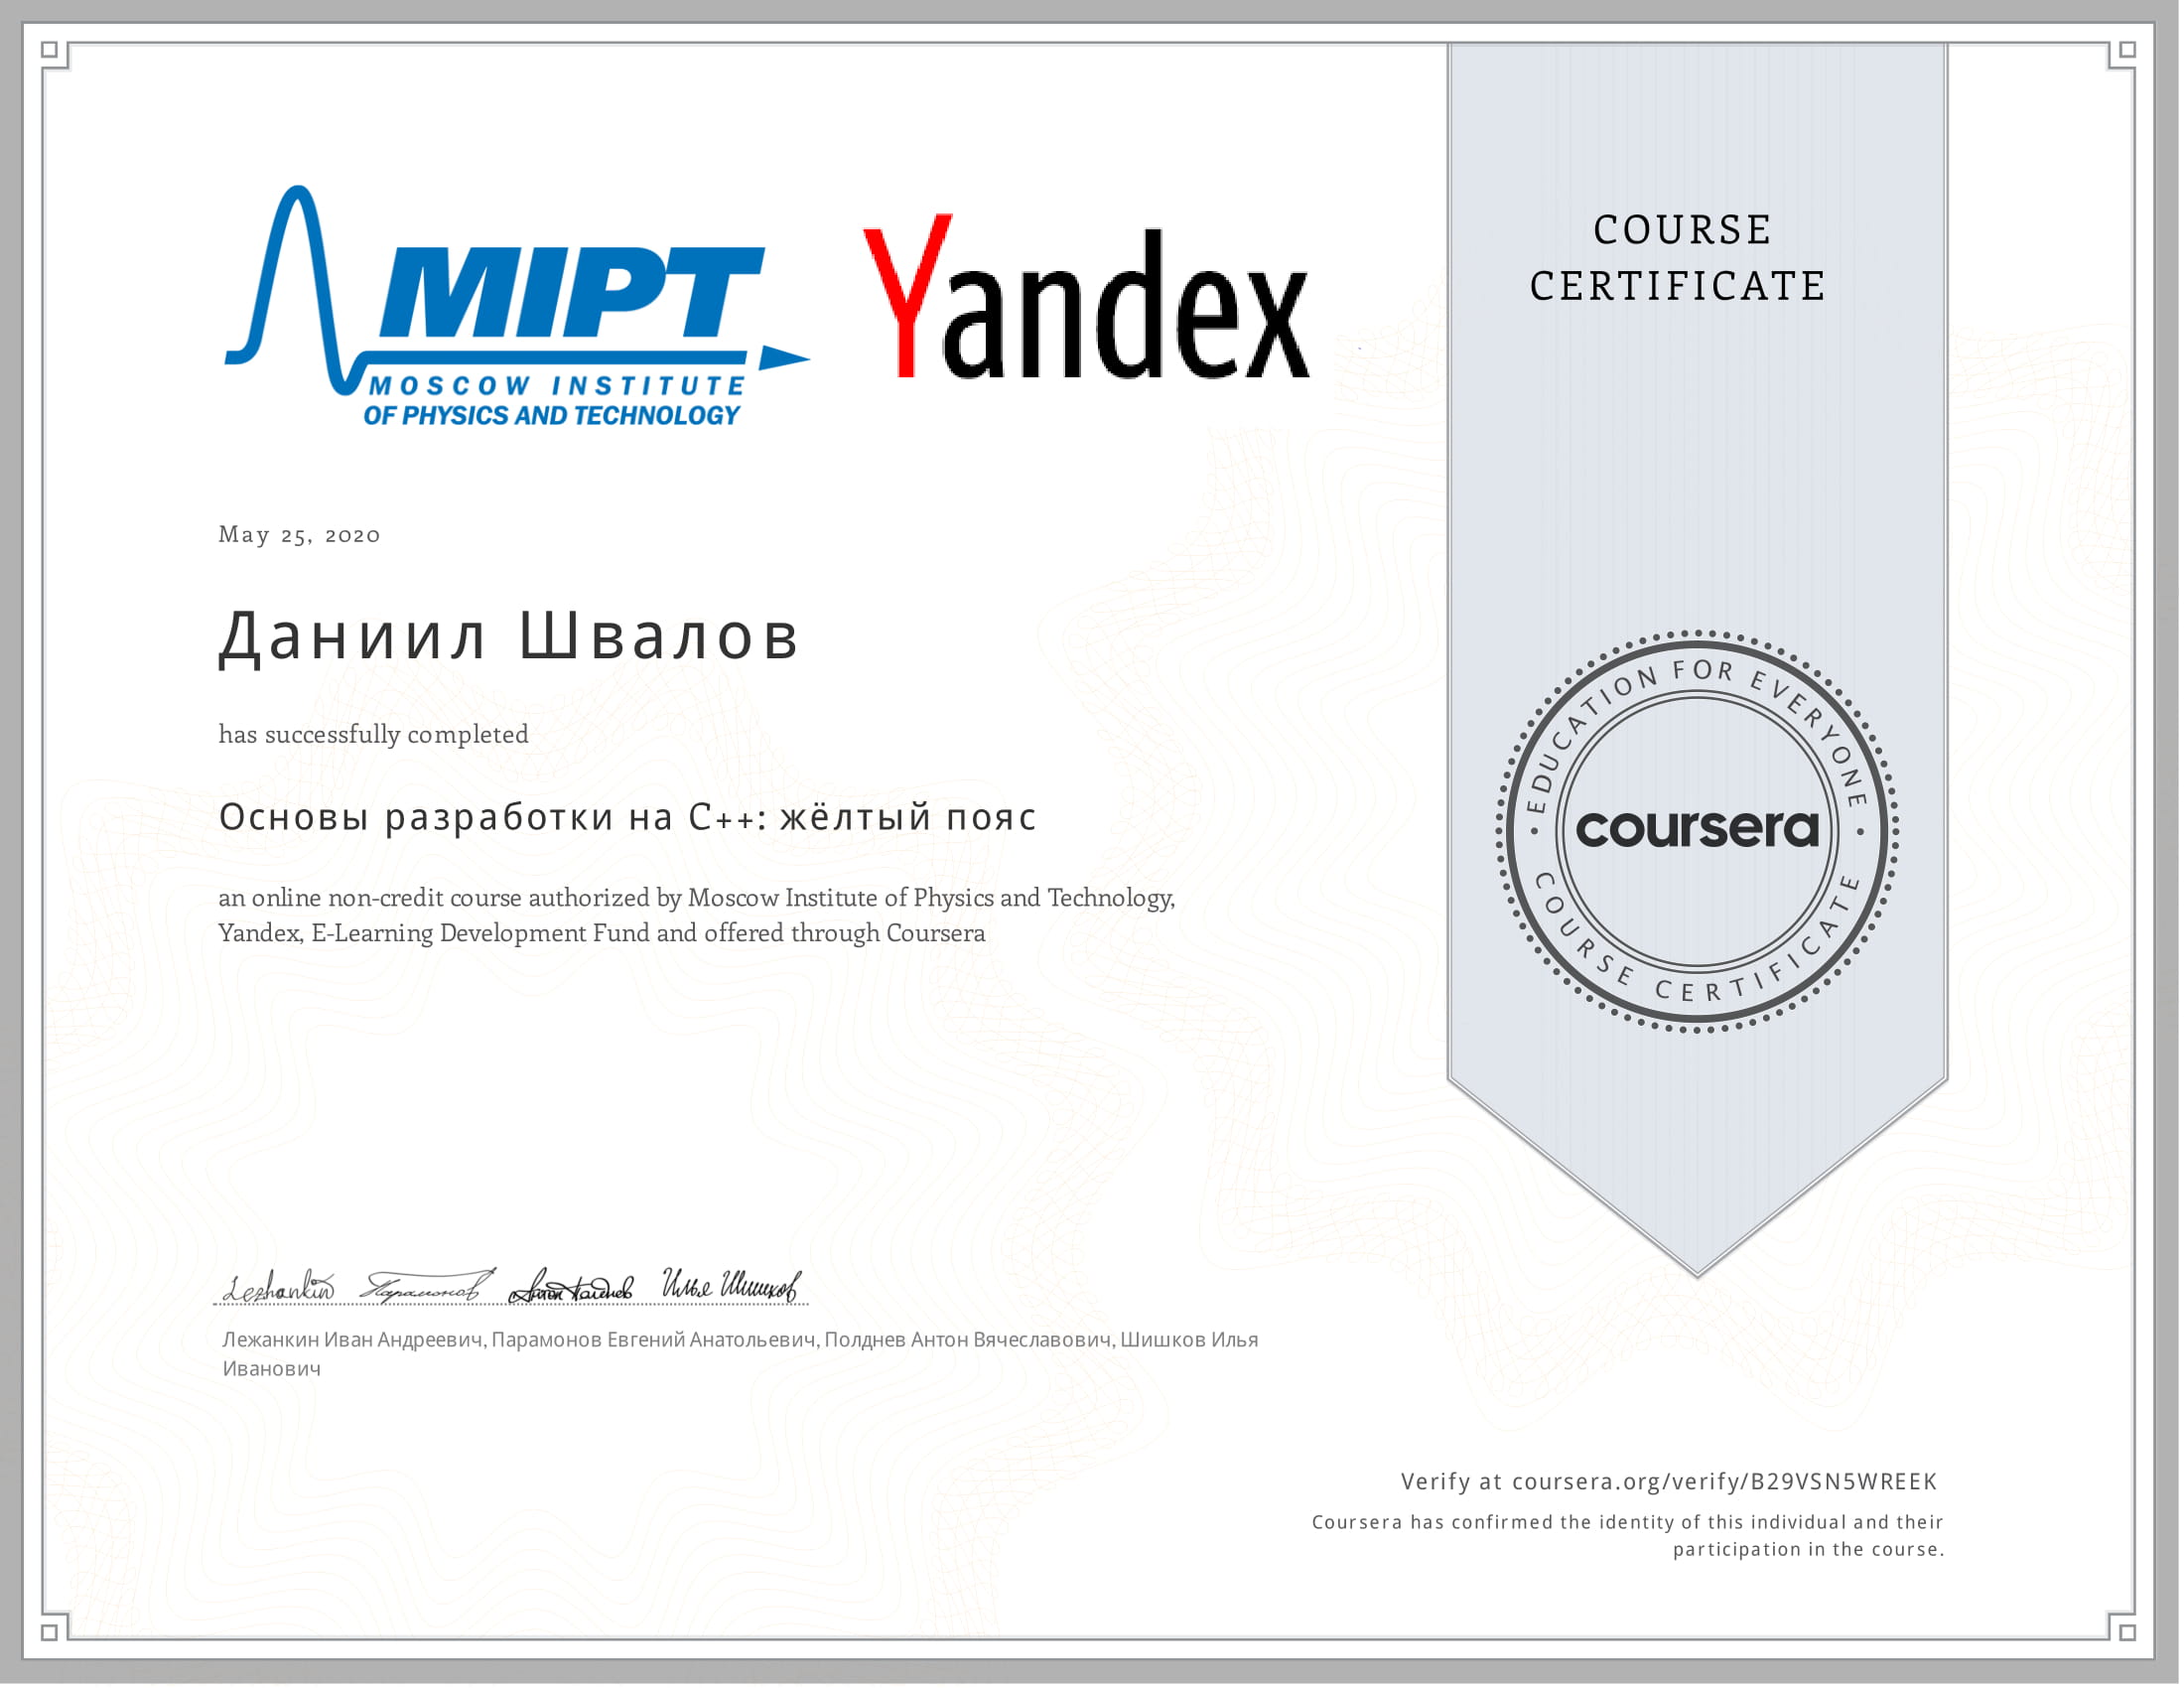 MIPT
MOSCOW INSTITUTE
OF PHYSICS AND TECHNOLOGY
Yandex
COURSE
CERTIFICATE
May 25, 2020
Даниил Швалов
has successfully completed
Основы разработки на C++: жёлтый пояс
an online non-credit course authorized by Moscow Institute of Physics and Technology,
Yandex, E-Learning Development Fund and offered through Coursera
EDUCATION FOR EVERYONE
coursera
COURSE CERTIFICATE
Lezhankin Парамонов Антон Полднев Илья Шишков
Лежанкин Иван Андреевич, Парамонов Евгений Анатольевич, Полднев Антон Вячеславович, Шишков Илья
Иванович
Verify at coursera.org/verify/B29VSN5WREEK
Coursera has confirmed the identity of this individual and their
participation in the course.